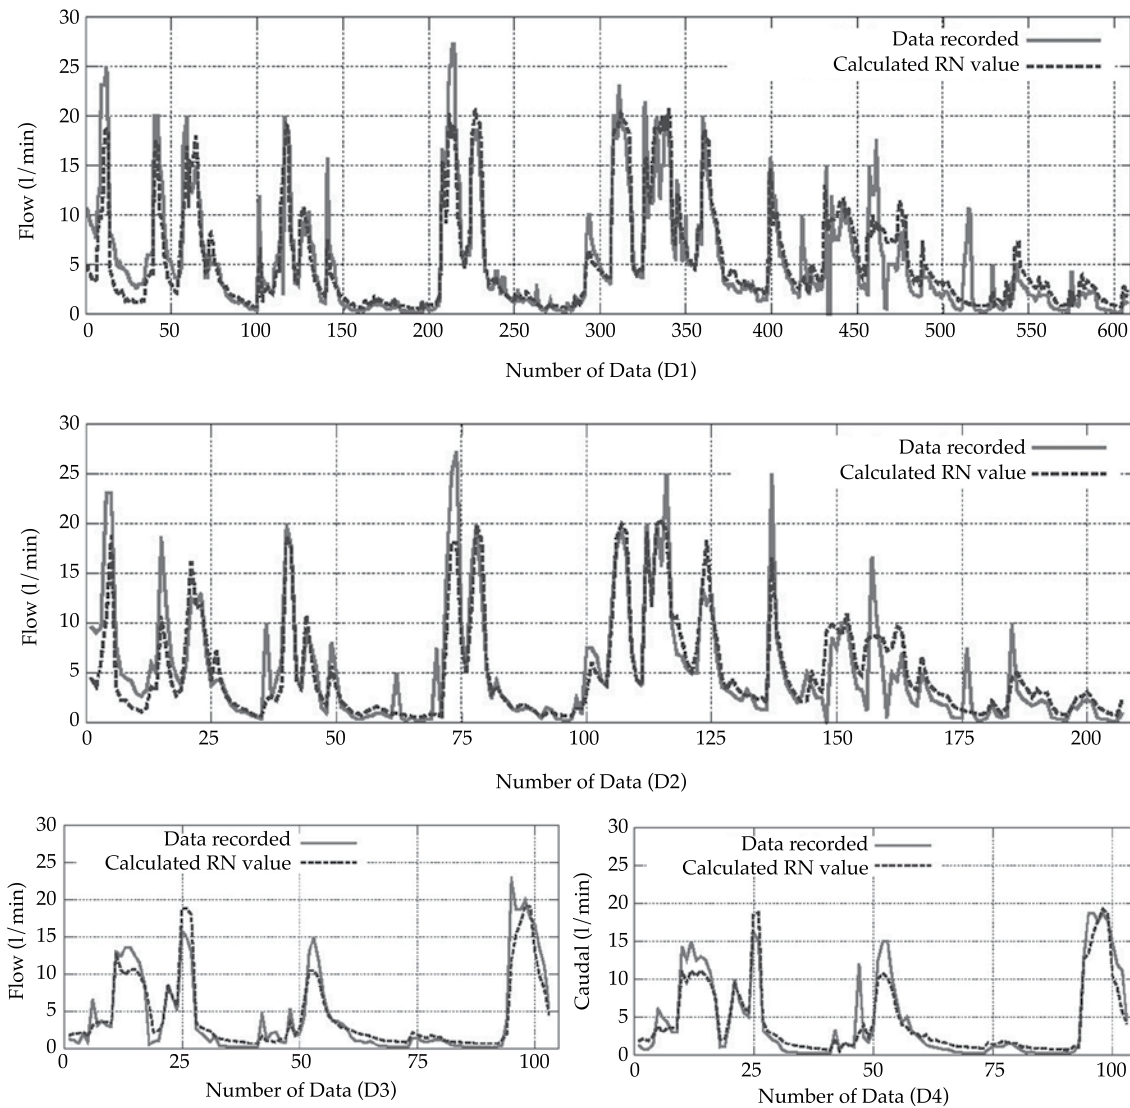 30
25
20
15
10
5
0
Flow (l/min)
Data recorded
Calculated RN value
0 50 100 150 200 250 300 350 400 450 500 550 600
Number of Data (D1)
30
25
20
15
10
5
0
Flow (l/min)
Data recorded
Calculated RN value
0 25 50 75 100 125 150 175 200
Number of Data (D2)
30
25
20
15
10
5
0
Flow (l/min)
Data recorded
Calculated RN value
0 25 50 75 100
Number of Data (D3)
30
25
20
15
10
5
0
Caudal (l/min)
Data recorded
Calculated RN value
0 25 50 75 100
Number of Data (D4)